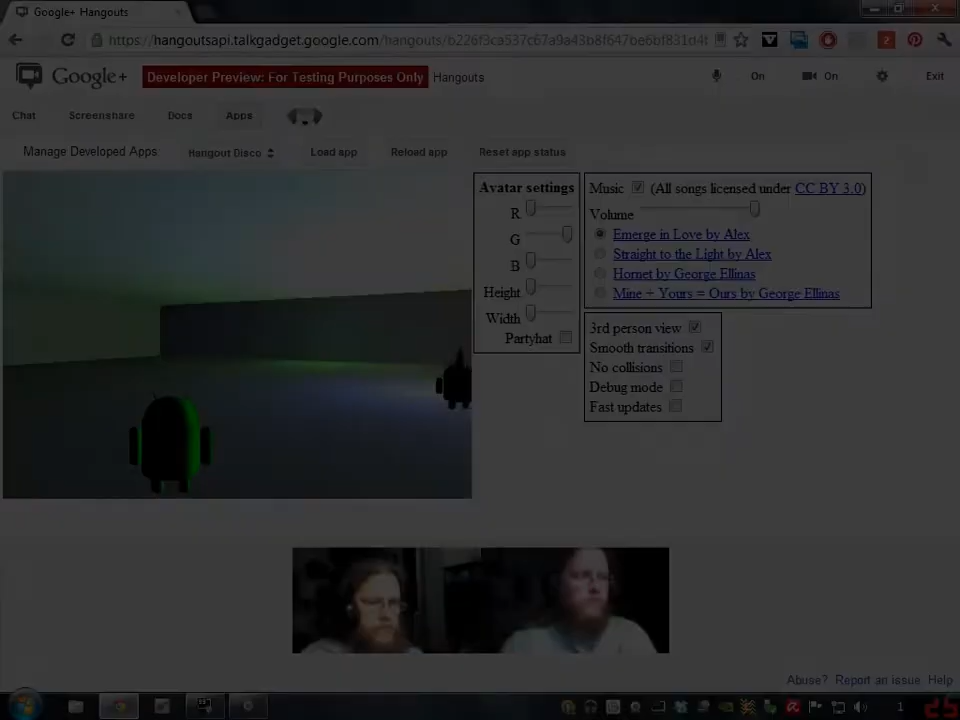 Google+ Hangouts
https://hangoutsapi.talkgadget.google.com/hangouts/b226f3ca537c67a9a43b8f647be6bf831d4t
Google+ Developer Preview: For Testing Purposes Only Hangouts On On Exit
Chat Screenshare Docs Apps
Manage Developed Apps: Hangout Disco Load app Reload app Reset app status
Avatar settings
R
G
B
Height
Width
Partyhat
Music (All songs licensed under CC BY 3.0)
Volume
Emerge in Love by Alex
Straight to the Light by Alex
Hornet by George Ellinas
Mine + Yours = Ours by George Ellinas
3rd person view
Smooth transitions
No collisions
Debug mode
Fast updates
Abuse? Report an issue Help
1
25